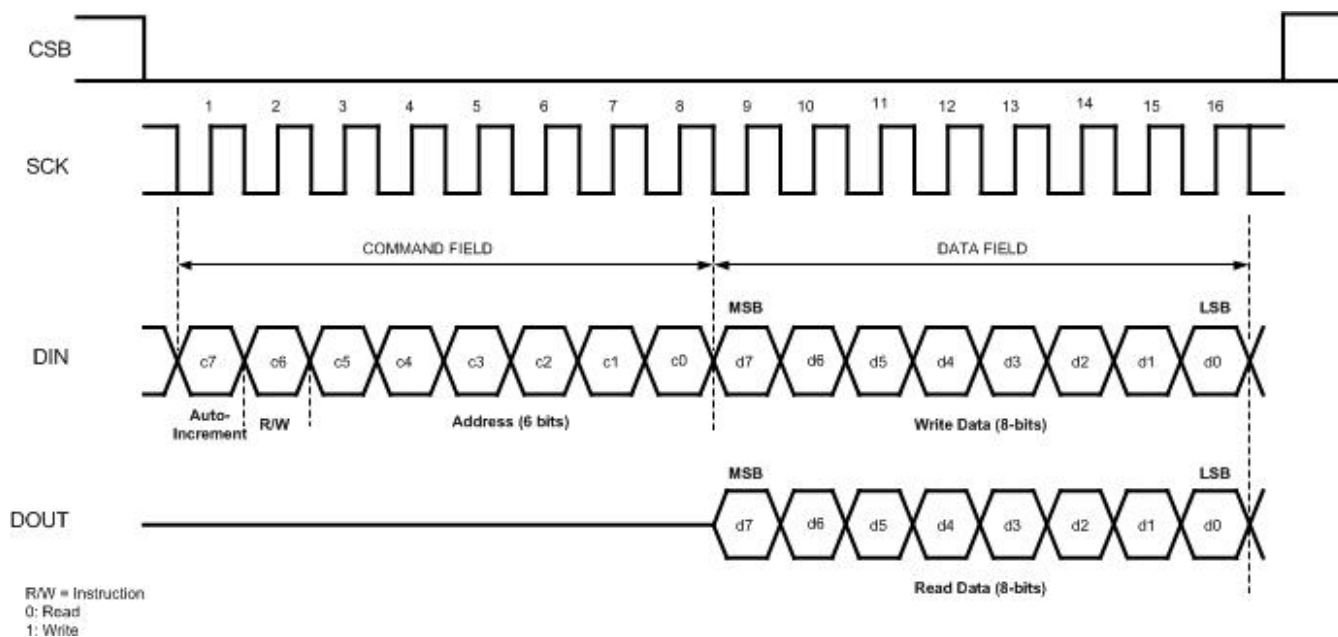 CSB
1 2 3 4 5 6 7 8 9 10 11 12 13 14 15 16
SCK
COMMAND FIELD DATA FIELD
MSB LSB
DIN c7 c6 c5 c4 c3 c2 c1 c0 d7 d6 d5 d4 d3 d2 d1 d0
Auto-
Increment R/W Address (6 bits) Write Data (8-bits)
MSB LSB
DOUT d7 d6 d5 d4 d3 d2 d1 d0
Read Data (8-bits)
R/W = Instruction
0: Read
1: Write